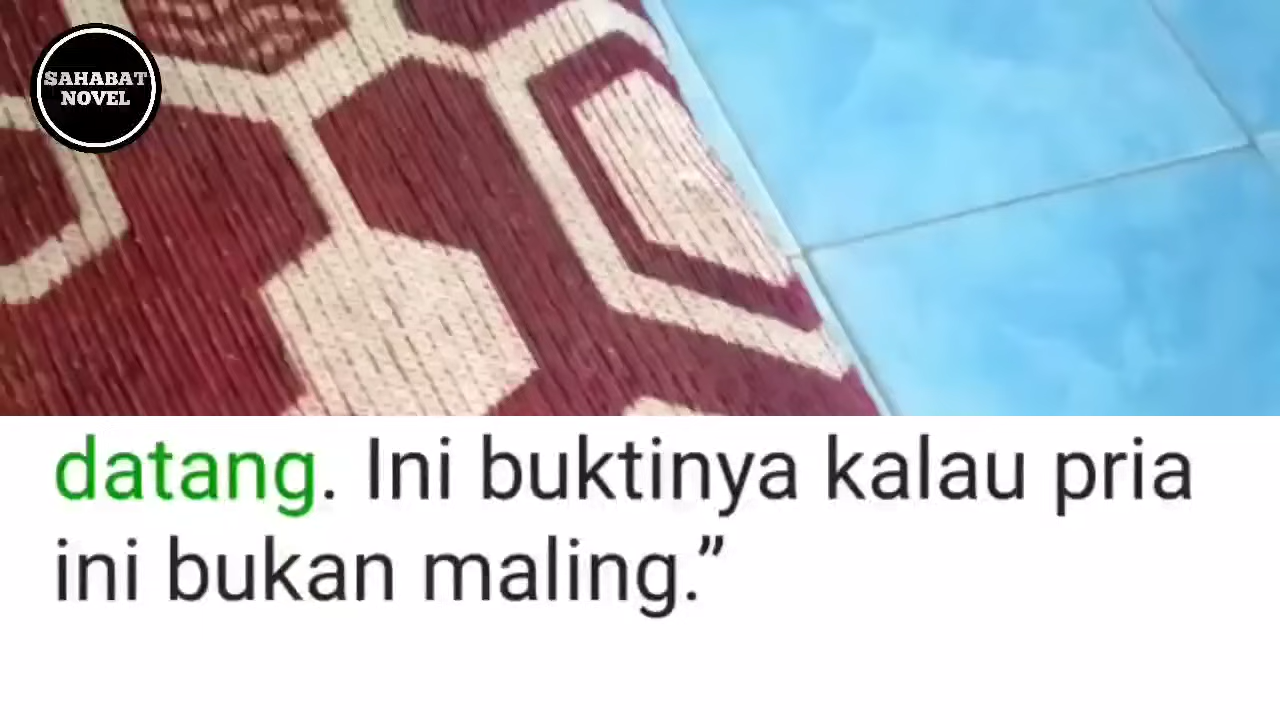 SAHABAT
NOVEL
datang. Ini buktinya kalau pria
ini bukan maling.”